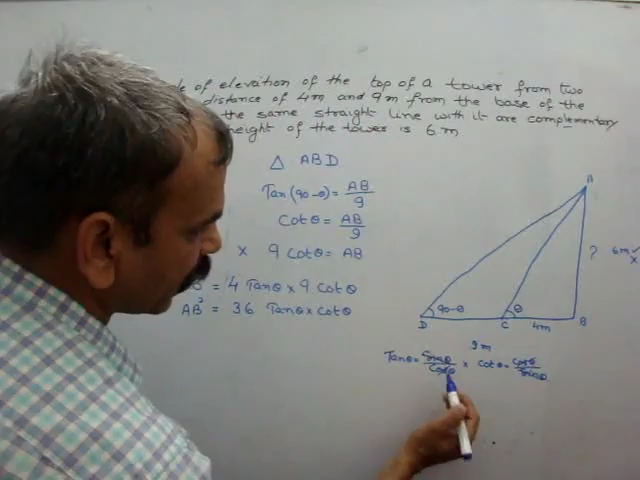 of elevation of the top of a tower from two
distance of 4m and 9m from the base of the
the same straight line with it are complementary
height of the tower is 6m
Δ ABD
Tan(90-θ) = AB/9
Cotθ = AB/9
× 9 Cotθ = AB
= 4 Tanθ × 9 Cotθ
AB² = 36 Tanθ × Cotθ
A
? 6m ✓
×
90-θ θ
D C 4m B
9m
Tanθ = Sinθ/Cosθ × Cotθ = Cosθ/Sinθ